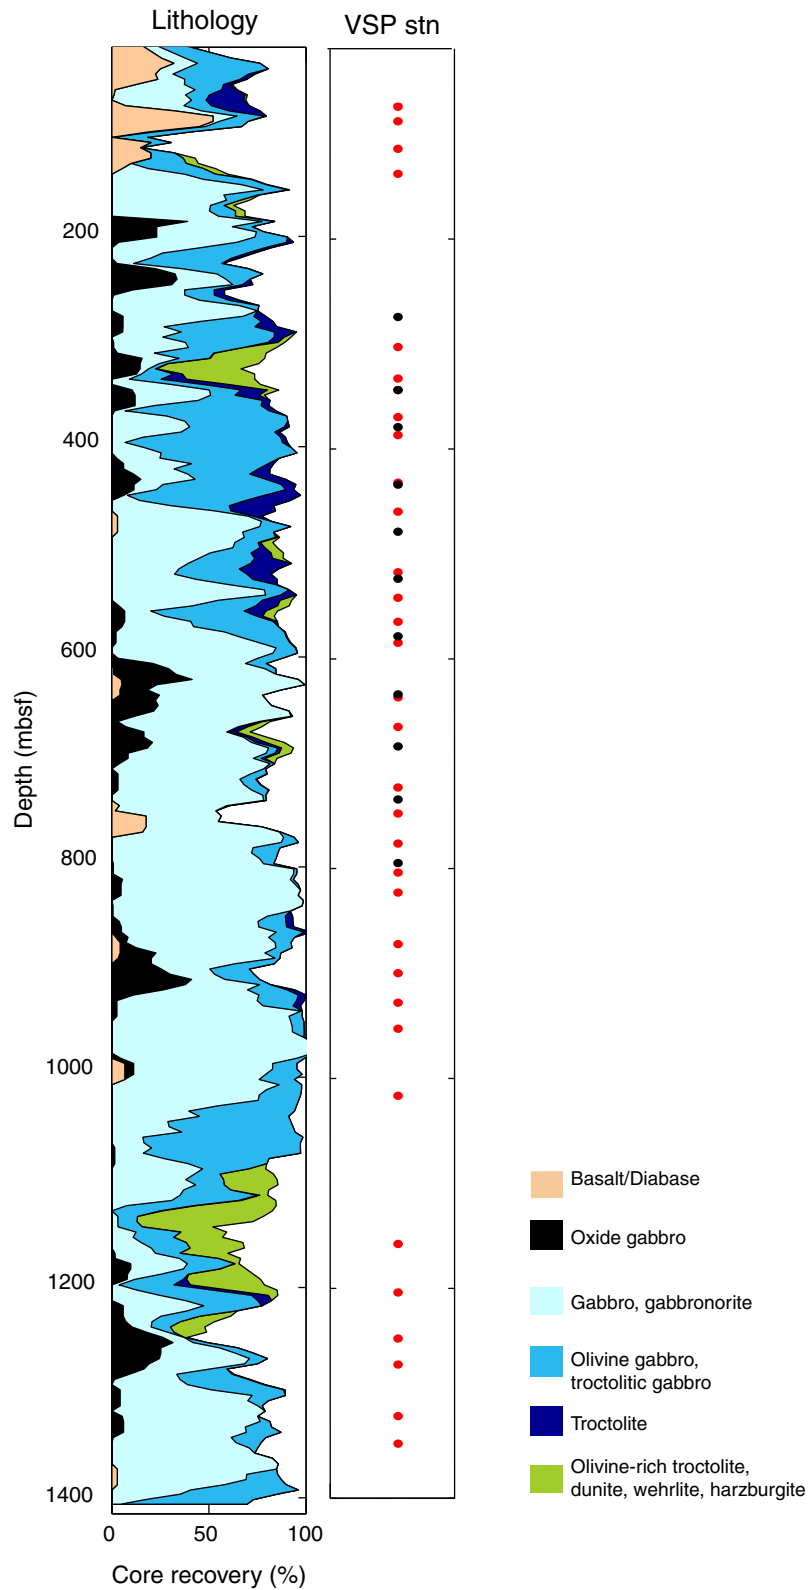 Lithology
VSP stn
200
400
600
800
1000
1200
1400
Depth (mbsf)
0
50
100
Core recovery (%)
Basalt/Diabase
Oxide gabbro
Gabbro, gabbronorite
Olivine gabbro,
troctolitic gabbro
Troctolite
Olivine-rich troctolite,
dunite, wehrlite, harzburgite